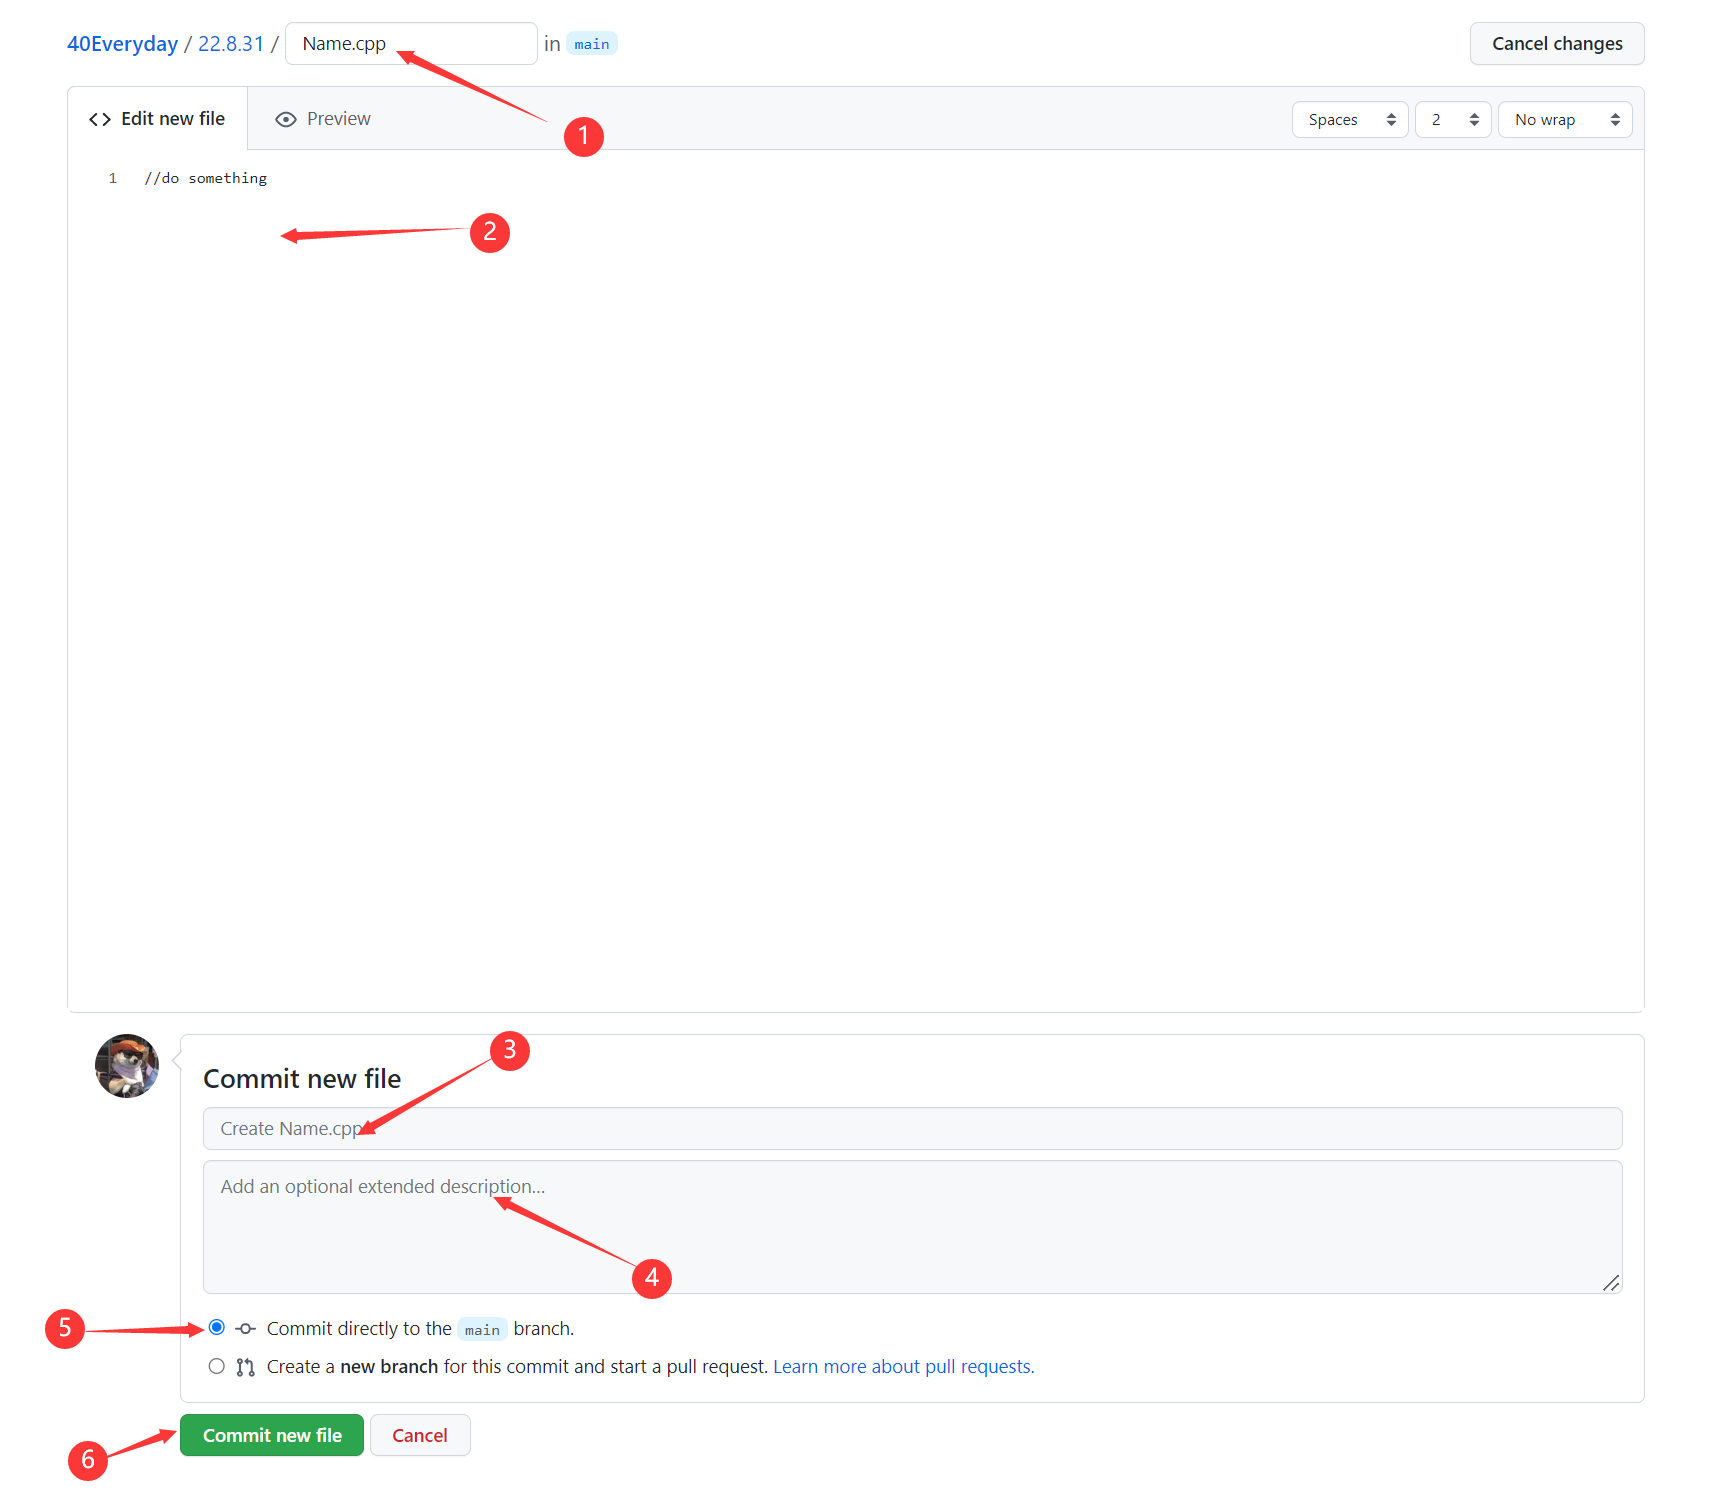 40Everyday / 22.8.31 / Name.cpp in main Cancel changes
<> Edit new file Preview Spaces 2 No wrap
1
1 //do something
2
3
Commit new file
Create Name.cpp
Add an optional extended description...
4
5 Commit directly to the main branch.
Create a new branch for this commit and start a pull request. Learn more about pull requests.
6 Commit new file Cancel